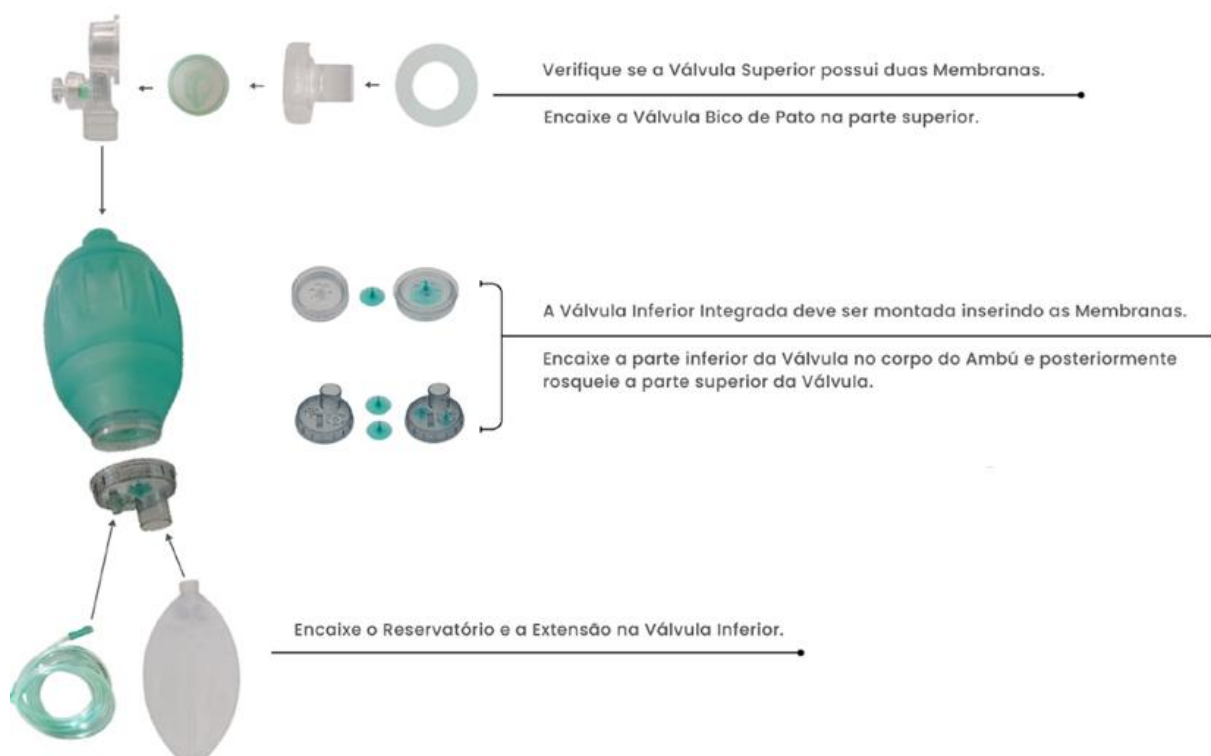 Verifique se a Válvula Superior possui duas Membranas.
Encaixe a Válvula Bico de Pato na parte superior.
A Válvula Inferior Integrada deve ser montada inserindo as Membranas.
Encaixe a parte inferior da Válvula no corpo do Ambú e posteriormente
rosqueie a parte superior da Válvula.
Encaixe o Reservatório e a Extensão na Válvula Inferior.